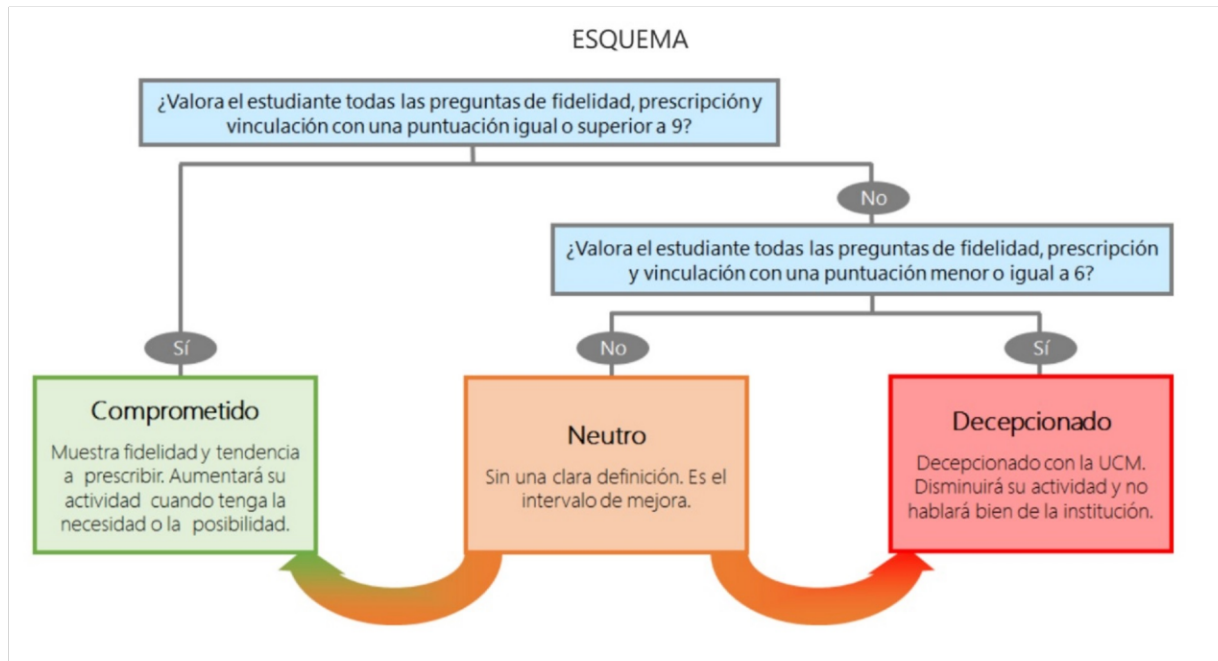 ESQUEMA
¿Valora el estudiante todas las preguntas de fidelidad, prescripción y
vinculación con una puntuación igual o superior a 9?
No
¿Valora el estudiante todas las preguntas de fidelidad, prescripción
y vinculación con una puntuación menor o igual a 6?
Sí
No
Sí
Comprometido
Muestra fidelidad y tendencia
a prescribir. Aumentará su
actividad cuando tenga la
necesidad o la posibilidad.
Neutro
Sin una clara definición. Es el
intervalo de mejora.
Decepcionado
Decepcionado con la UCM.
Disminuirá su actividad y no
hablará bien de la institución.